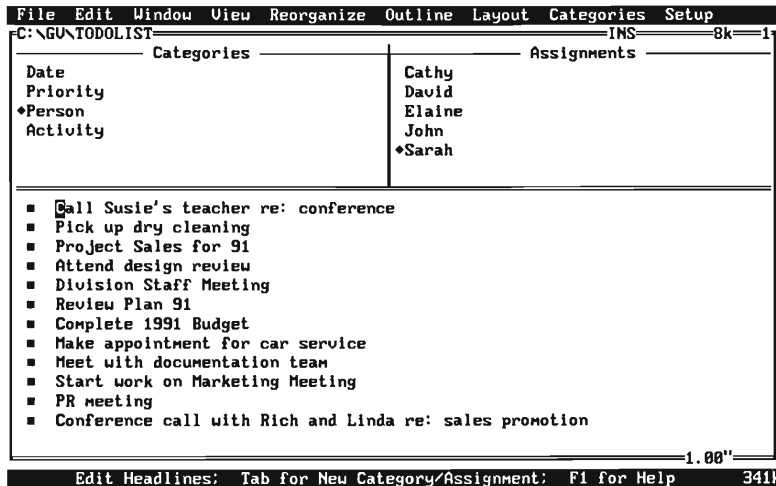 File Edit Window View Reorganize Outline Layout Categories Setup
C:\GV\TODOLIST INS 8k 1
Categories Assignments
Date Cathy
Priority David
◆Person Elaine
Activity John
◆Sarah
■ Call Susie's teacher re: conference
■ Pick up dry cleaning
■ Project Sales for 91
■ Attend design review
■ Division Staff Meeting
■ Review Plan 91
■ Complete 1991 Budget
■ Make appointment for car service
■ Meet with documentation team
■ Start work on Marketing Meeting
■ PR meeting
■ Conference call with Rich and Linda re: sales promotion
1.00"
Edit Headlines; Tab for New Category/Assignment; F1 for Help 341